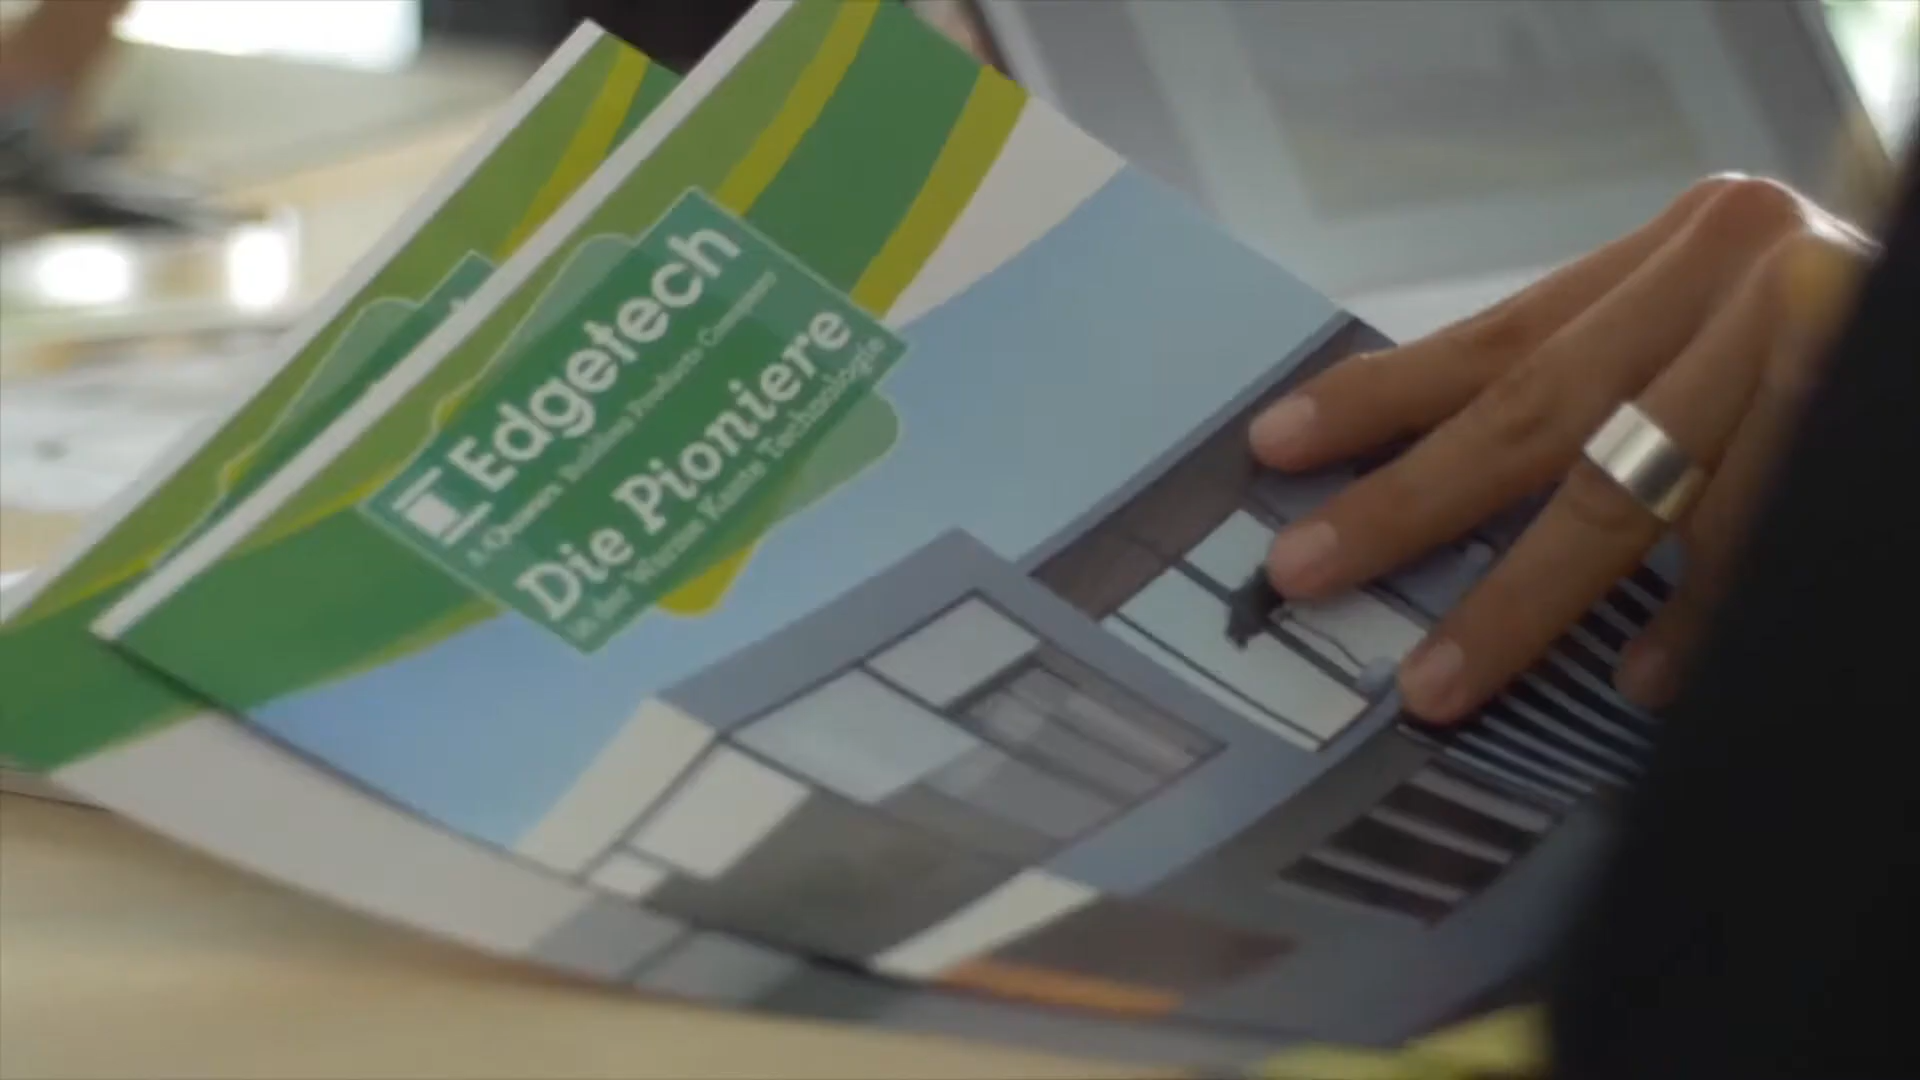 Edgetech
A Quanex Building Products Company
Die Pioniere
in der Warme Kante Technologie